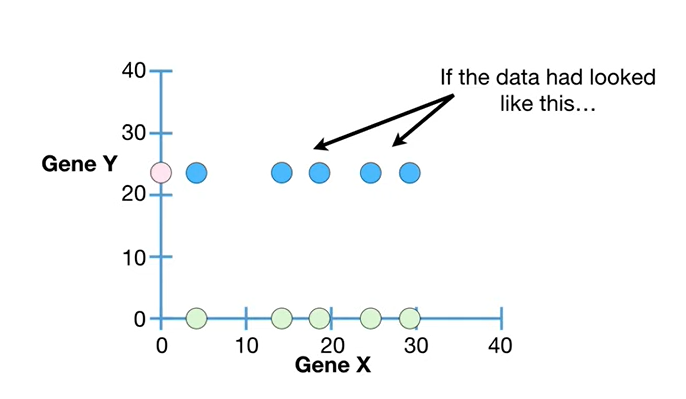 If the data had looked
like this...
40
30
Gene Y
20
10
0
0 10 20 30 40
Gene X